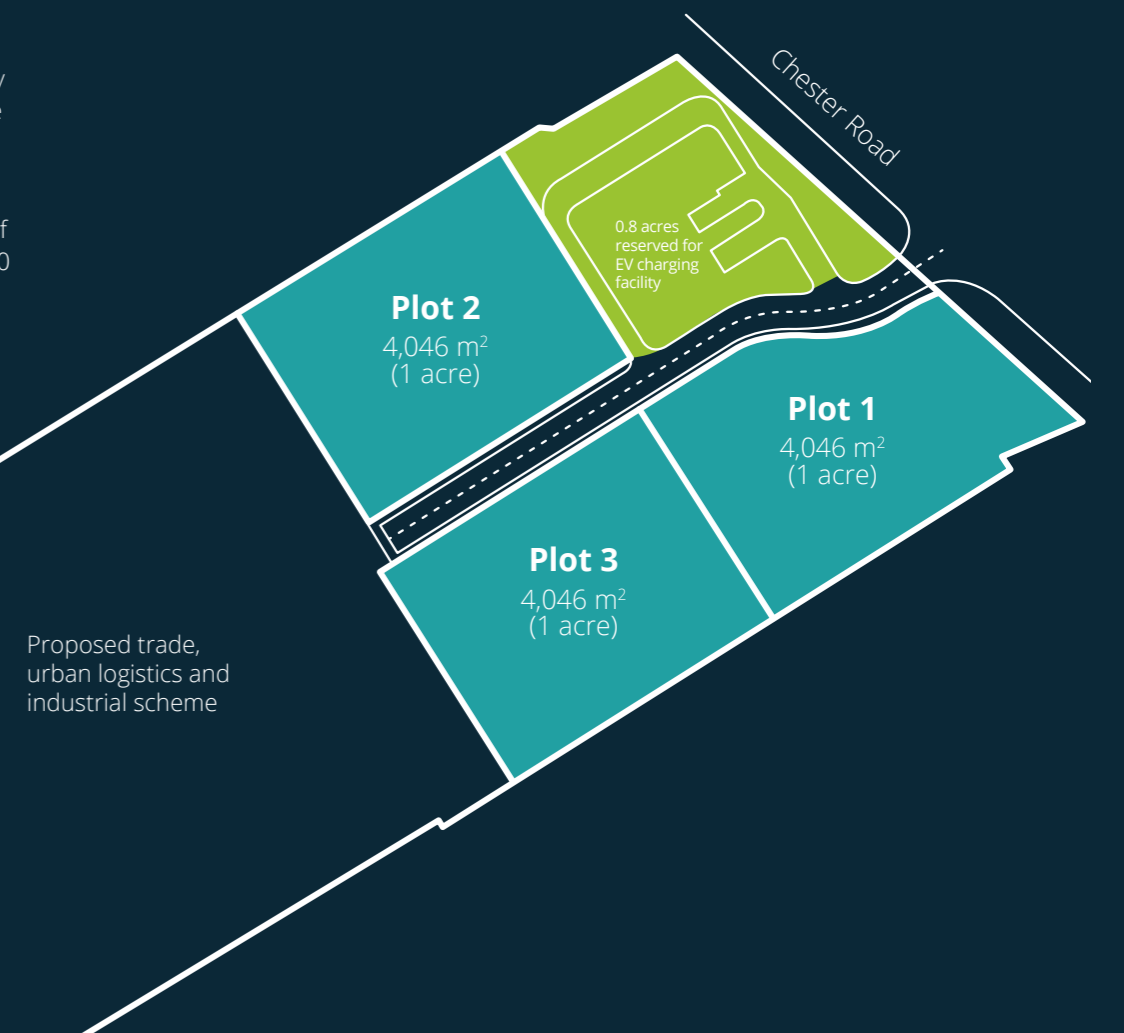 Chester Road
0.8 acres
reserved for
EV charging
facility
Plot 2
4,046 m²
(1 acre)
Plot 1
4,046 m²
(1 acre)
Plot 3
4,046 m²
(1 acre)
Proposed trade,
urban logistics and
industrial scheme